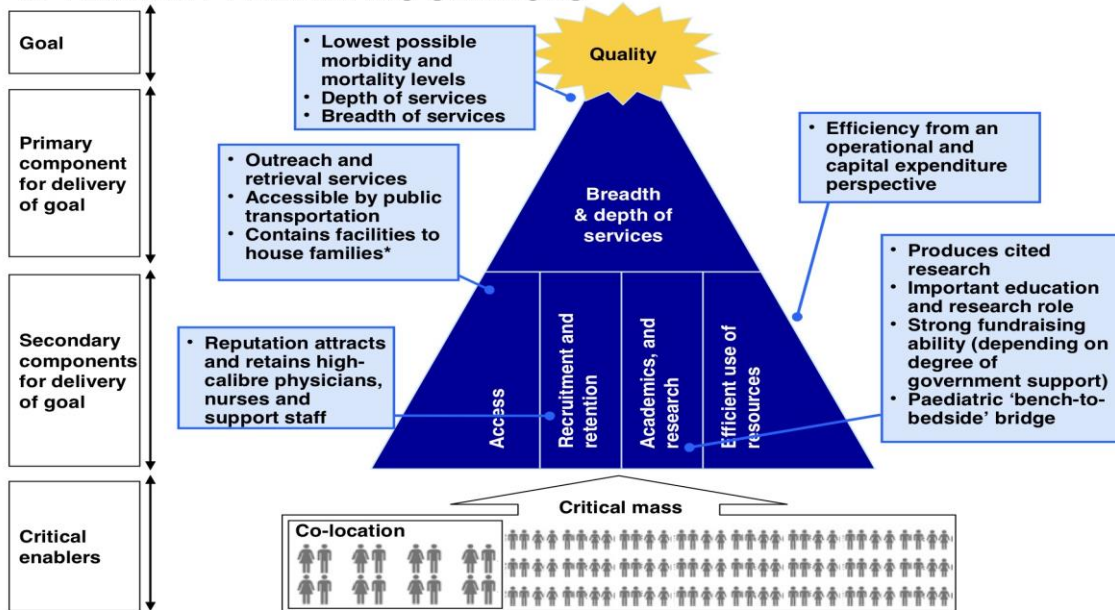 Goal
Quality
• Lowest possible
morbidity and
mortality levels
• Depth of services
• Breadth of services
Primary
component
for delivery
of goal
• Outreach and
retrieval services
• Accessible by public
transportation
• Contains facilities to
house families*
Breadth
& depth of
services
• Efficiency from an
operational and
capital expenditure
perspective
Secondary
components
for delivery
of goal
• Reputation attracts
and retains high-
calibre physicians,
nurses and
support staff
Access
Recruitment and
retention
Academics, and
research
Efficient use of
resources
• Produces cited
research
• Important education
and research role
• Strong fundraising
ability (depending on
degree of
government support)
• Paediatric ‘bench-to-
bedside’ bridge
Critical
enablers
Critical mass
Co-location